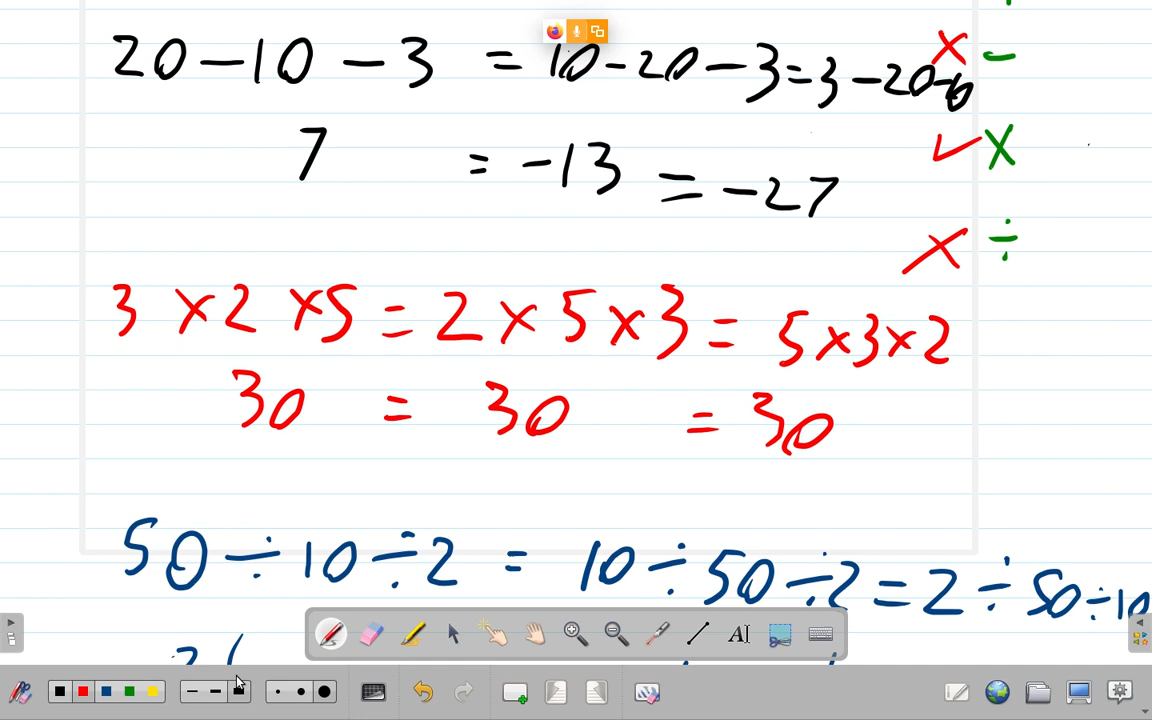 20 - 10 - 3 = 10 - 20 - 3 = 3 - 20 -
× -
7 = -13 = -27
✓ ×
× ÷
3 × 2 × 5 = 2 × 5 × 3 = 5 × 3 × 2
30 = 30 = 30
50 ÷ 10 ÷ 2 = 10 ÷ 50 ÷ 2 = 2 ÷ 50 ÷ 10